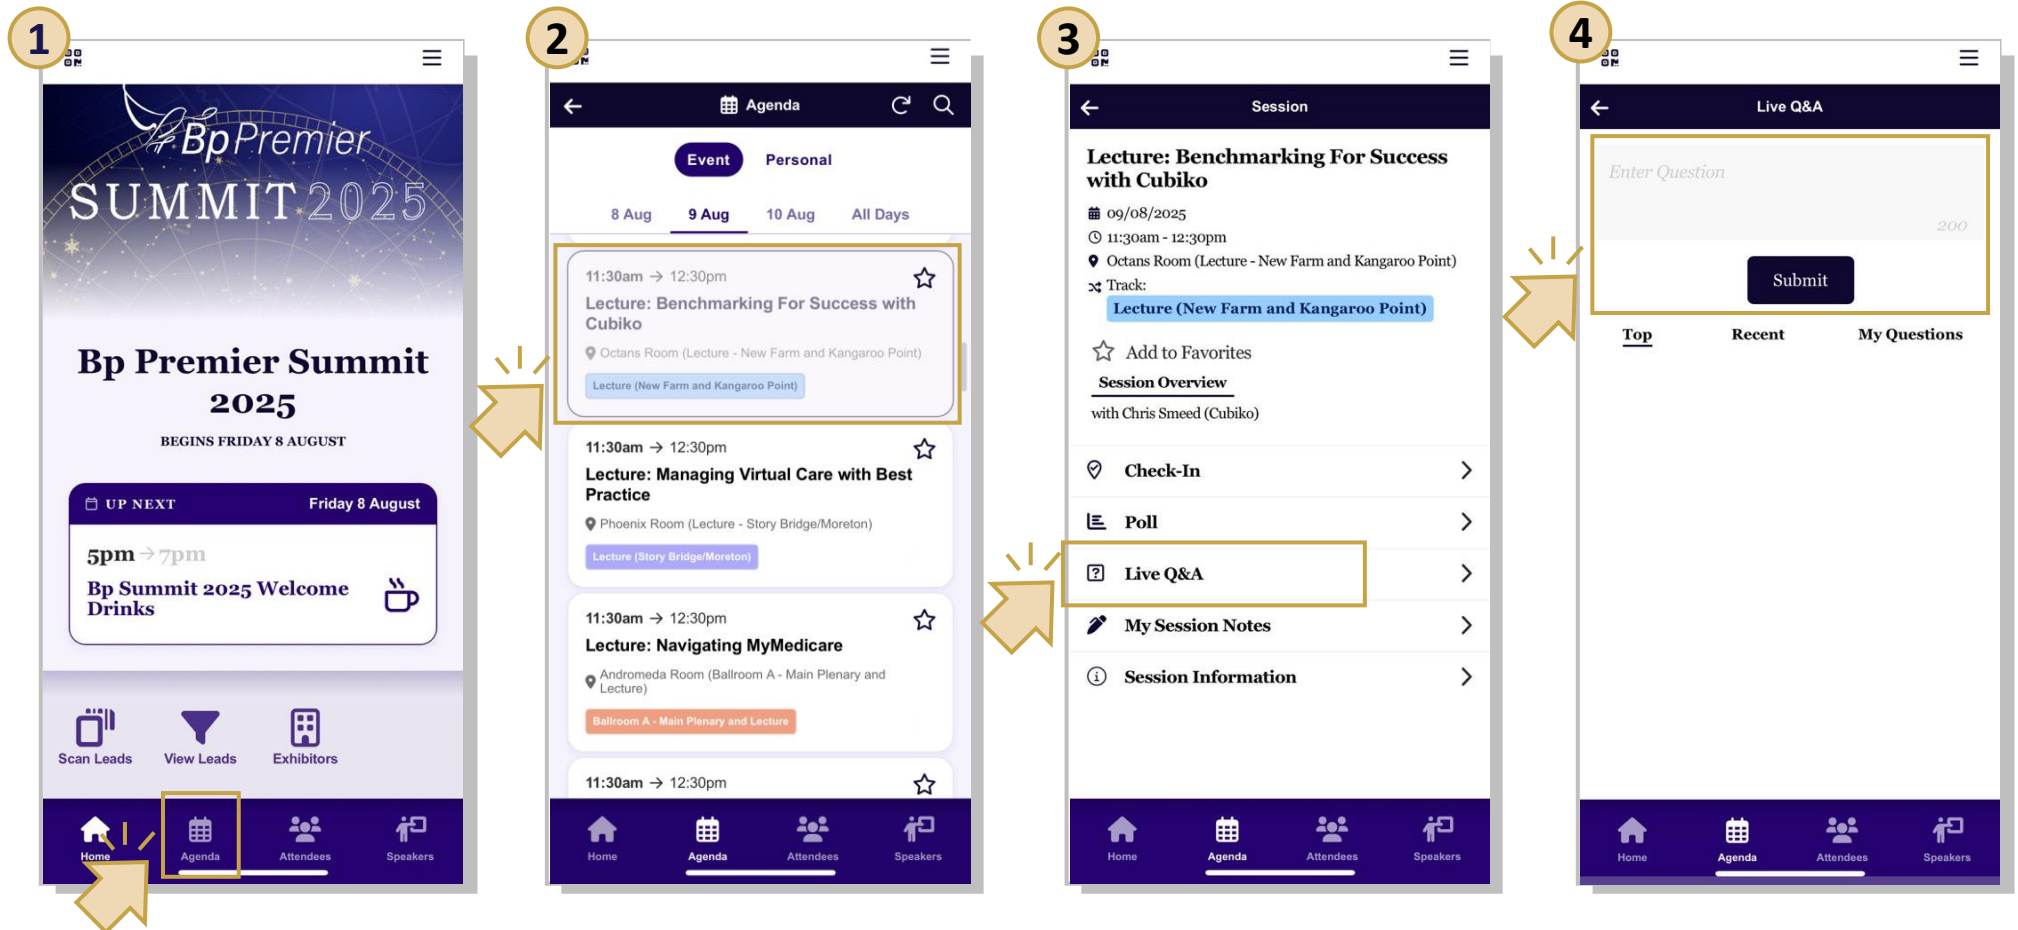 1
Bp Premier
SUMMIT 2025
Bp Premier Summit
2025
BEGINS FRIDAY 8 AUGUST
UP NEXT Friday 8 August
5pm → 7pm
Bp Summit 2025 Welcome
Drinks
Scan Leads View Leads Exhibitors
Home Agenda Attendees Speakers
2
Agenda
Event Personal
8 Aug 9 Aug 10 Aug All Days
11:30am → 12:30pm
Lecture: Benchmarking For Success with
Cubiko
Octans Room (Lecture - New Farm and Kangaroo Point)
Lecture (New Farm and Kangaroo Point)
11:30am → 12:30pm
Lecture: Managing Virtual Care with Best
Practice
Phoenix Room (Lecture - Story Bridge/Moreton)
Lecture (Story Bridge/Moreton)
11:30am → 12:30pm
Lecture: Navigating MyMedicare
Andromeda Room (Ballroom A - Main Plenary and
Lecture)
Ballroom A - Main Plenary and Lecture
11:30am → 12:30pm
Home Agenda Attendees Speakers
3
Session
Lecture: Benchmarking For Success
with Cubiko
09/08/2025
11:30am - 12:30pm
Octans Room (Lecture - New Farm and Kangaroo Point)
Track:
Lecture (New Farm and Kangaroo Point)
Add to Favorites
Session Overview
with Chris Smeed (Cubiko)
Check-In
Poll
Live Q&A
My Session Notes
Session Information
Home Agenda Attendees Speakers
4
Live Q&A
Enter Question
200
Submit
Top Recent My Questions
Home Agenda Attendees Speakers